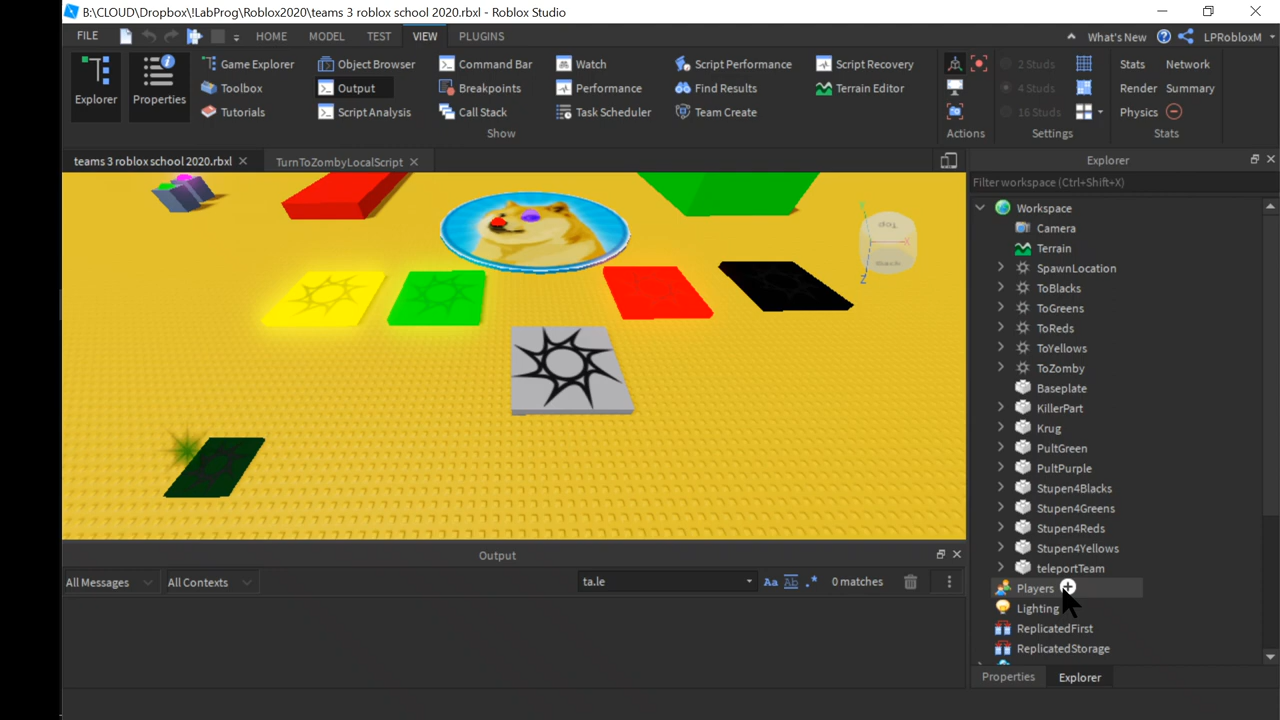 B:\CLOUD\Dropbox\!LabProg\Roblox2020\teams 3 roblox school 2020.rbxl - Roblox Studio
FILE HOME MODEL TEST VIEW PLUGINS What's New LPRobloxM
Explorer
Properties
Game Explorer
Toolbox
Tutorials
Object Browser
Output
Script Analysis
Command Bar
Breakpoints
Call Stack
Watch
Performance
Task Scheduler
Script Performance
Find Results
Team Create
Script Recovery
Terrain Editor
Show
Actions
2 Studs
4 Studs
16 Studs
Settings
Stats Network
Render Summary
Physics
Stats
teams 3 roblox school 2020.rbxl TurnToZombyLocalScript
Explorer
Filter workspace (Ctrl+Shift+X)
Workspace
Camera
Terrain
SpawnLocation
ToBlacks
ToGreens
ToReds
ToYellows
ToZomby
Baseplate
KillerPart
Krug
PultGreen
PultPurple
Stupen4Blacks
Stupen4Greens
Stupen4Reds
Stupen4Yellows
teleportTeam
Players
Lighting
ReplicatedFirst
ReplicatedStorage
Properties Explorer
Output
All Messages All Contexts ta.le Aa Ab .* 0 matches